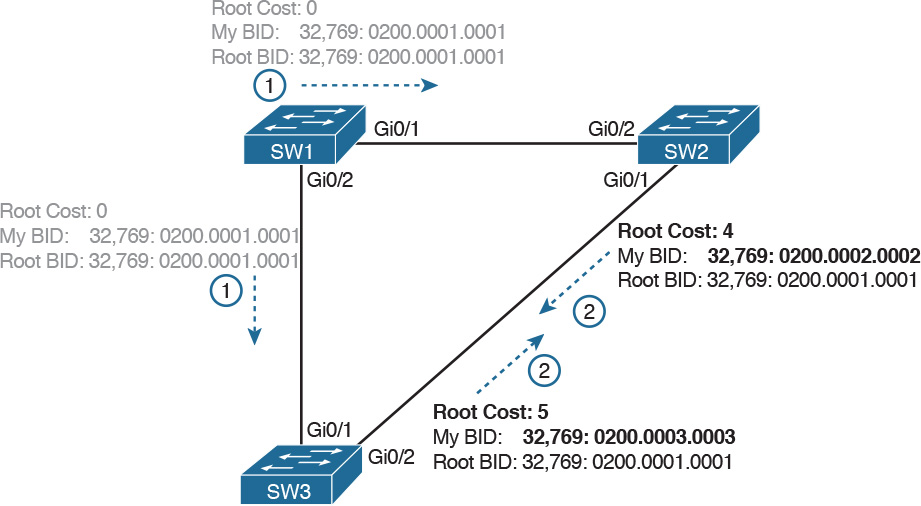 Root Cost: 0
My BID: 32,769: 0200.0001.0001
Root BID: 32,769: 0200.0001.0001
1
Gi0/1
Gi0/2
SW1
SW2
Gi0/2
Gi0/1
Root Cost: 0
My BID: 32,769: 0200.0001.0001
Root BID: 32,769: 0200.0001.0001
1
Root Cost: 4
My BID: 32,769: 0200.0002.0002
Root BID: 32,769: 0200.0001.0001
2
2
Root Cost: 5
My BID: 32,769: 0200.0003.0003
Root BID: 32,769: 0200.0001.0001
Gi0/1
Gi0/2
SW3